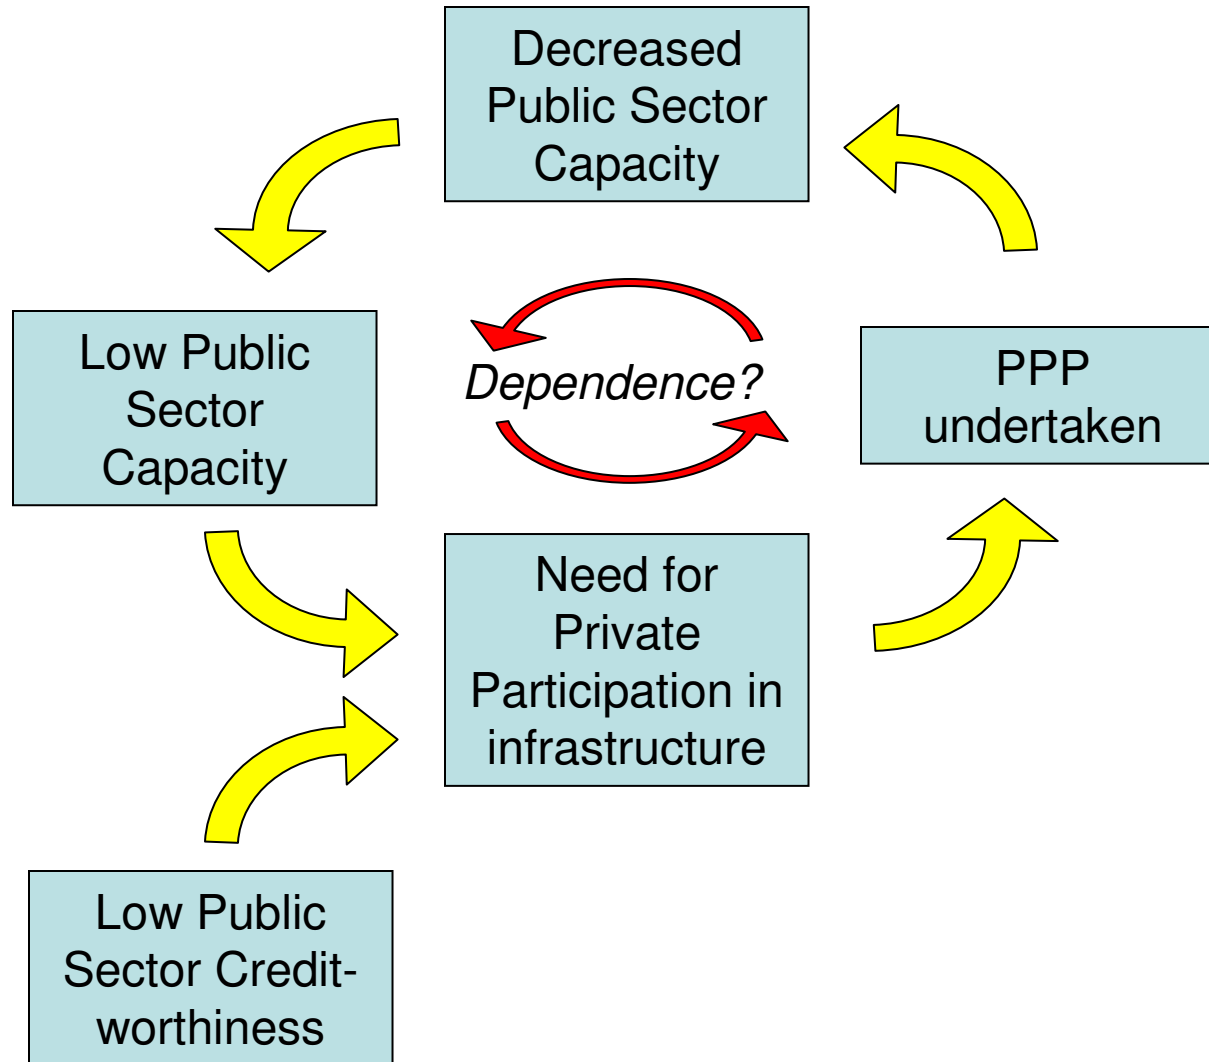 Decreased
Public Sector
Capacity
Low Public
Sector
Capacity
Dependence?
PPP
undertaken
Need for
Private
Participation in
infrastructure
Low Public
Sector Credit-
worthiness